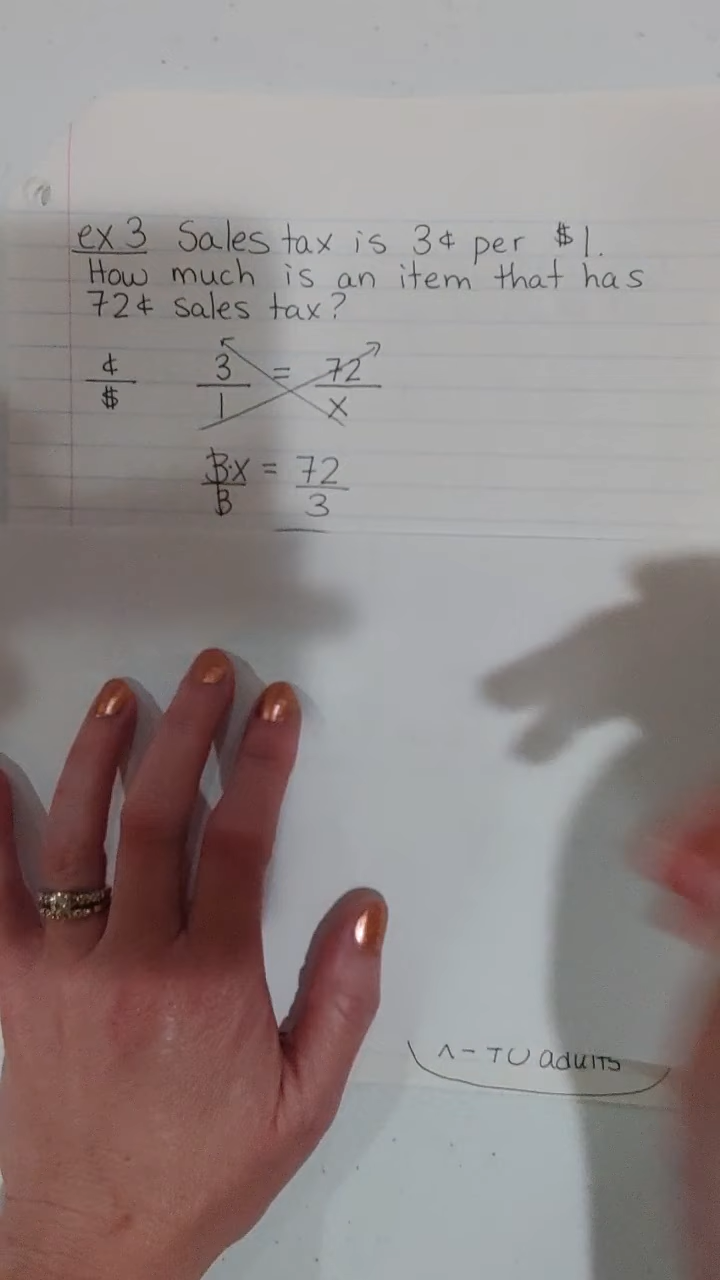 ex 3 Sales tax is 3¢ per $1.
How much is an item that has
72¢ sales tax?
¢/$ 3/1 = 72/x
3·x/3 = 72/3
adults